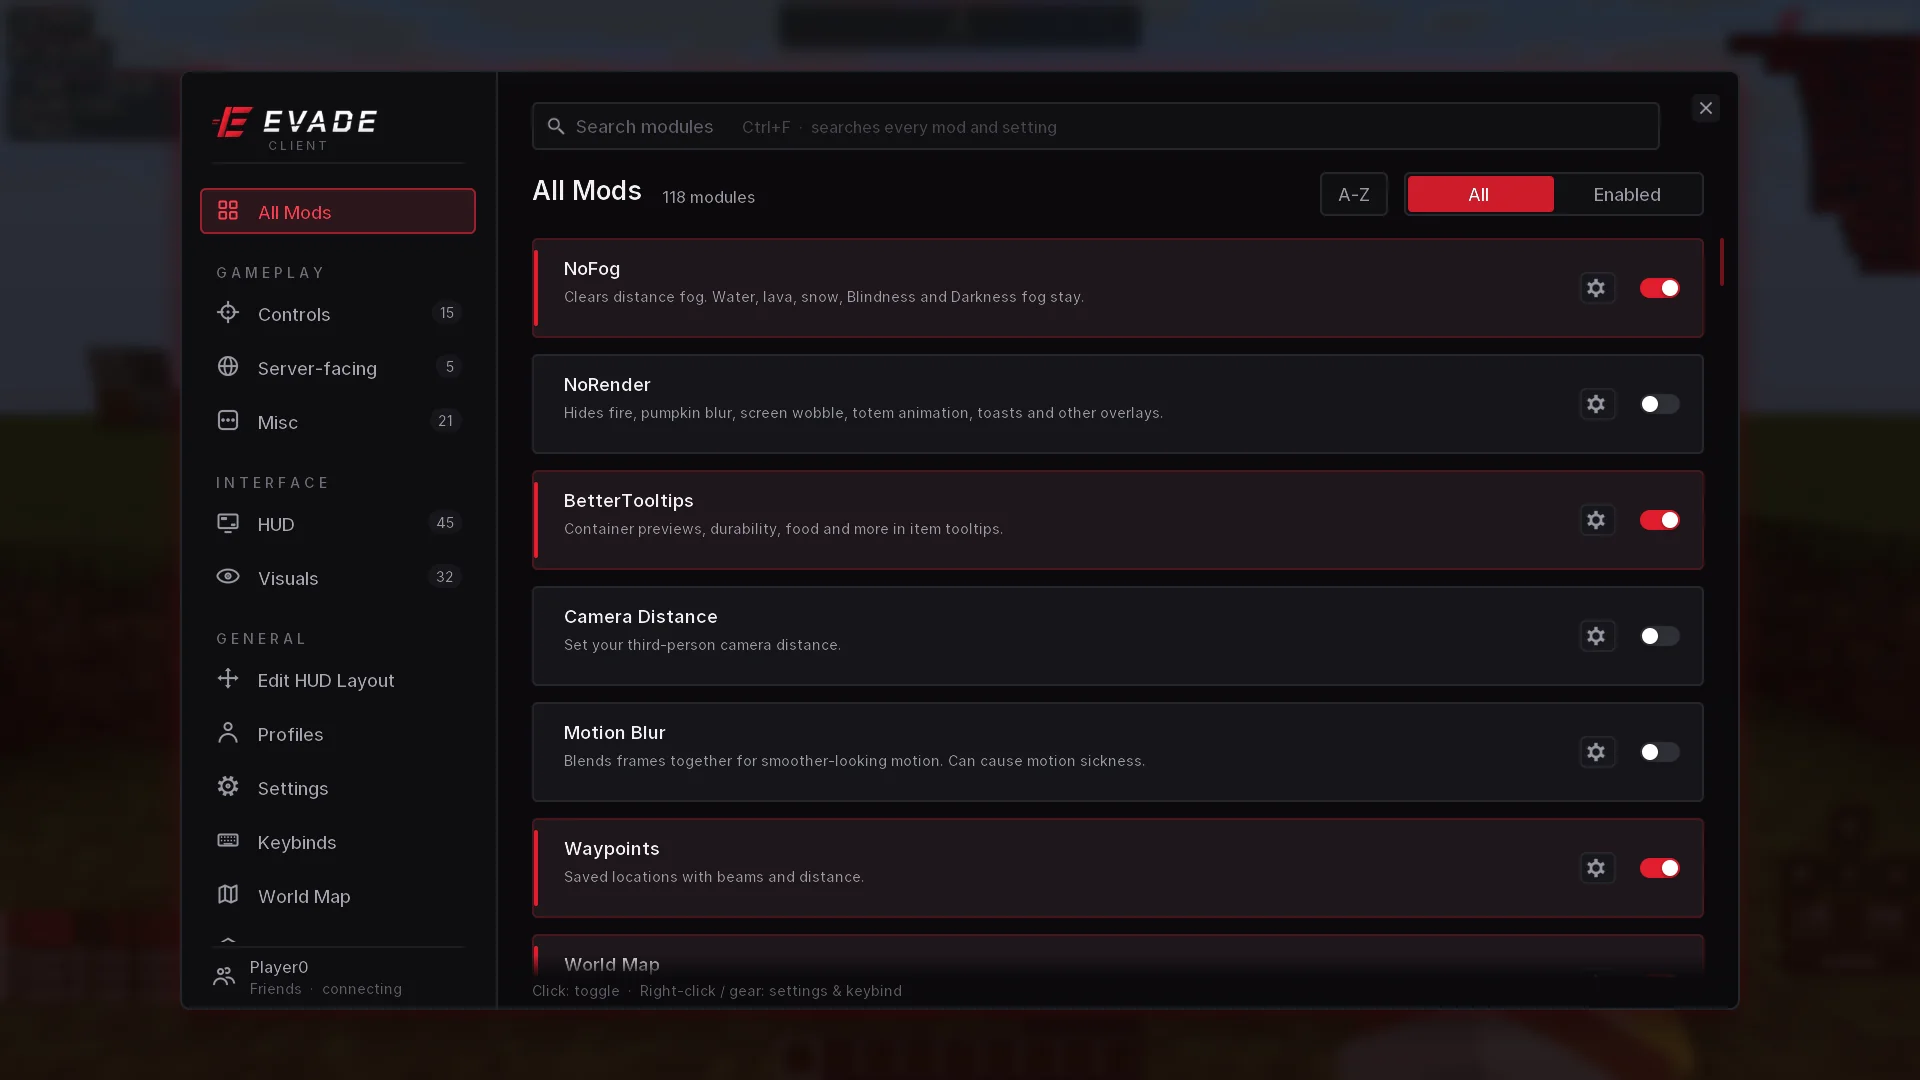 EVADE
CLIENT
All Mods
GAMEPLAY
Controls 15
Server-facing 5
Misc 21
INTERFACE
HUD 45
Visuals 32
GENERAL
Edit HUD Layout
Profiles
Settings
Keybinds
World Map
Player0
Friends · connecting
Search modules Ctrl+F · searches every mod and setting
All Mods 118 modules
A-Z All Enabled
NoFog
Clears distance fog. Water, lava, snow, Blindness and Darkness fog stay.
NoRender
Hides fire, pumpkin blur, screen wobble, totem animation, toasts and other overlays.
BetterTooltips
Container previews, durability, food and more in item tooltips.
Camera Distance
Set your third-person camera distance.
Motion Blur
Blends frames together for smoother-looking motion. Can cause motion sickness.
Waypoints
Saved locations with beams and distance.
World Map
Click: toggle · Right-click / gear: settings & keybind